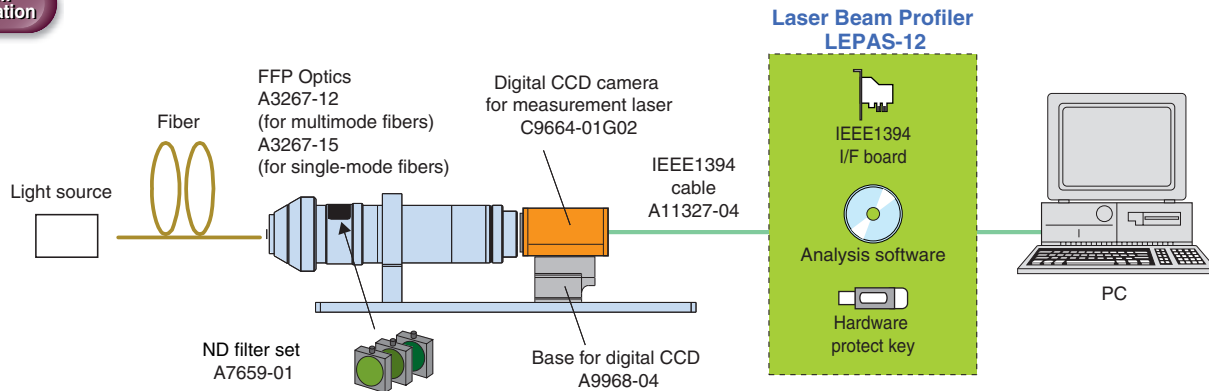 ation
Laser Beam Profiler
LEPAS-12
FFP Optics
A3267-12
(for multimode fibers)
A3267-15
(for single-mode fibers)
Digital CCD camera
for measurement laser
C9664-01G02
Fiber
Light source
IEEE1394
cable
A11327-04
IEEE1394
I/F board
Analysis software
Hardware
protect key
PC
ND filter set
A7659-01
Base for digital CCD
A9968-04